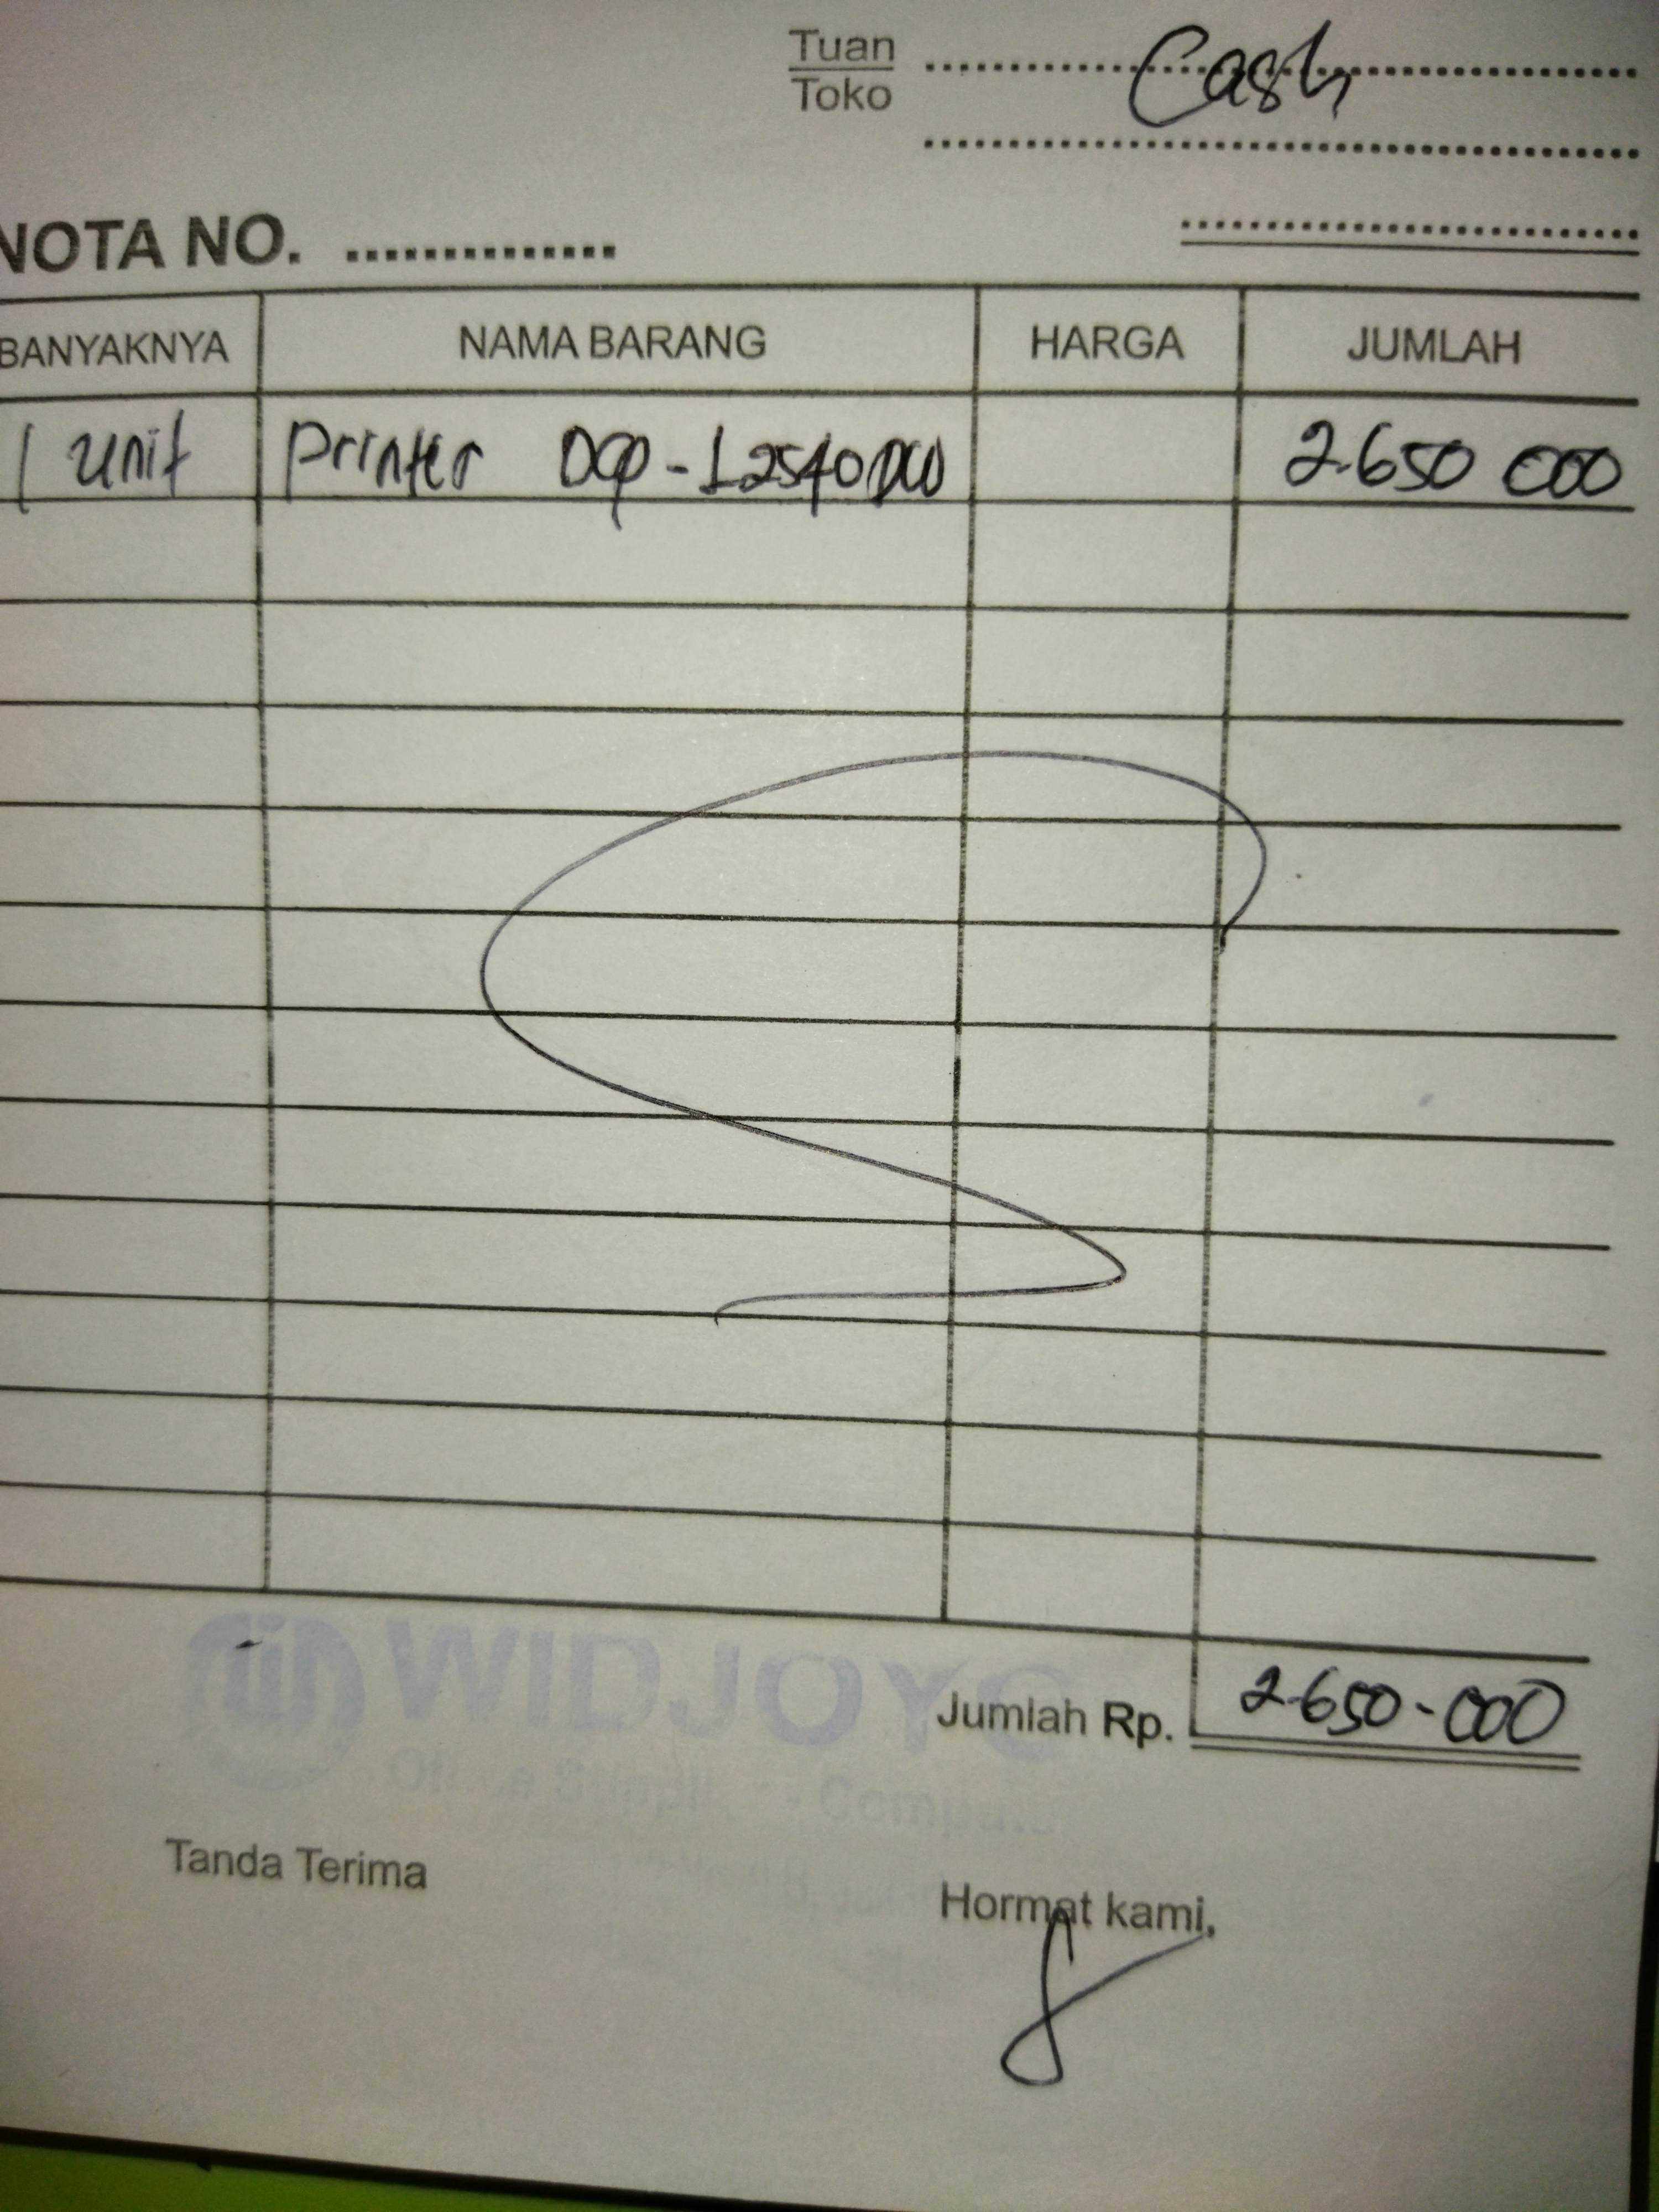 Tuan
Toko
Cash
NOTA NO. ..............
BANYAKNYA NAMA BARANG HARGA JUMLAH
1 unit Printer DCP-L2540DW 2.650 000
WIDJOYO
Jumlah Rp. 2.650-000
Tanda Terima
Hormat kami,